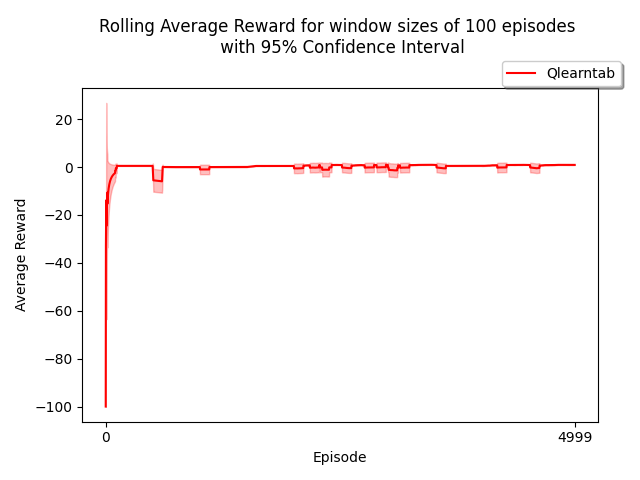 Rolling Average Reward for window sizes of 100 episodes
with 95% Confidence Interval
Qlearntab
20
0
−20
−40
−60
−80
−100
Average Reward
0
4999
Episode